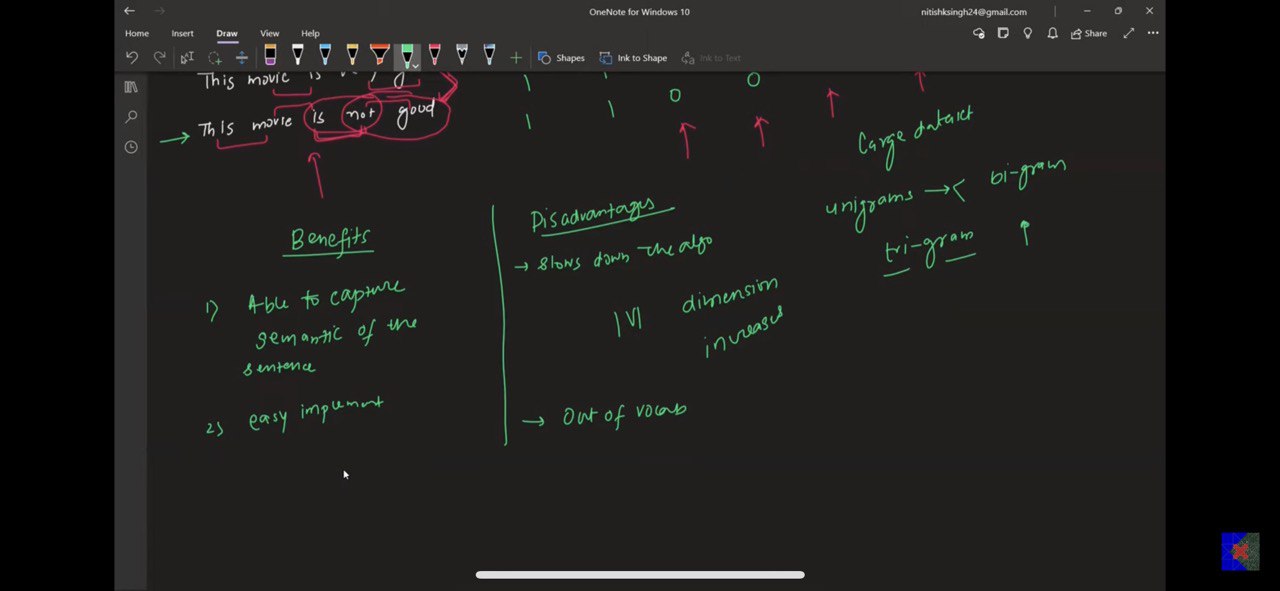 OneNote for Windows 10
nitishksingh24@gmail.com
Home Insert Draw View Help
Share
Shapes
Ink to Shape
Ink to Text
This movie is
1 1 0
This movie is not good
1 1 0
Large dataset
unigrams → < bi-gram
tri-gram ↑
Benefits
1) Able to capture
semantic of the
sentence
2) easy implement
Disadvantages
→ Slows down the algo
|V| dimension
increases
→ Out of vocab